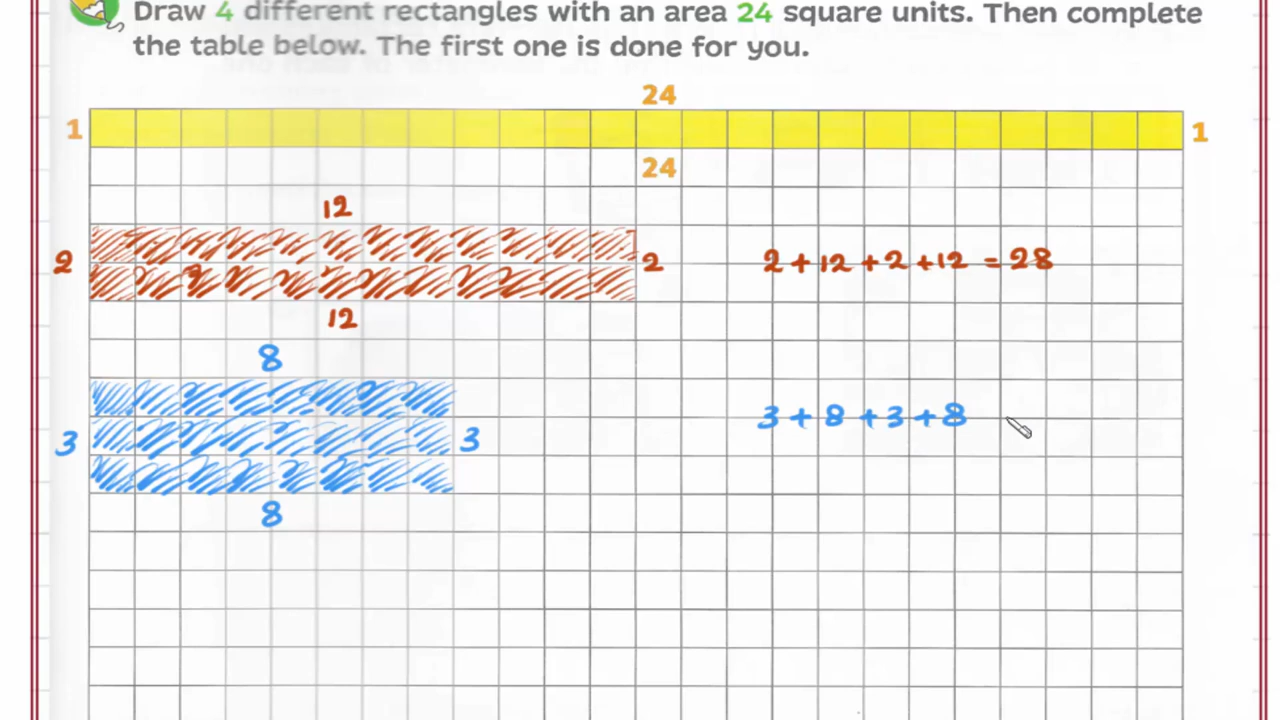 Draw 4 different rectangles with an area 24 square units. Then complete
the table below. The first one is done for you.
24
1 1
24
12
2 2 2 + 12 + 2 + 12 = 28
12
8
3 3 3 + 8 + 3 + 8
8